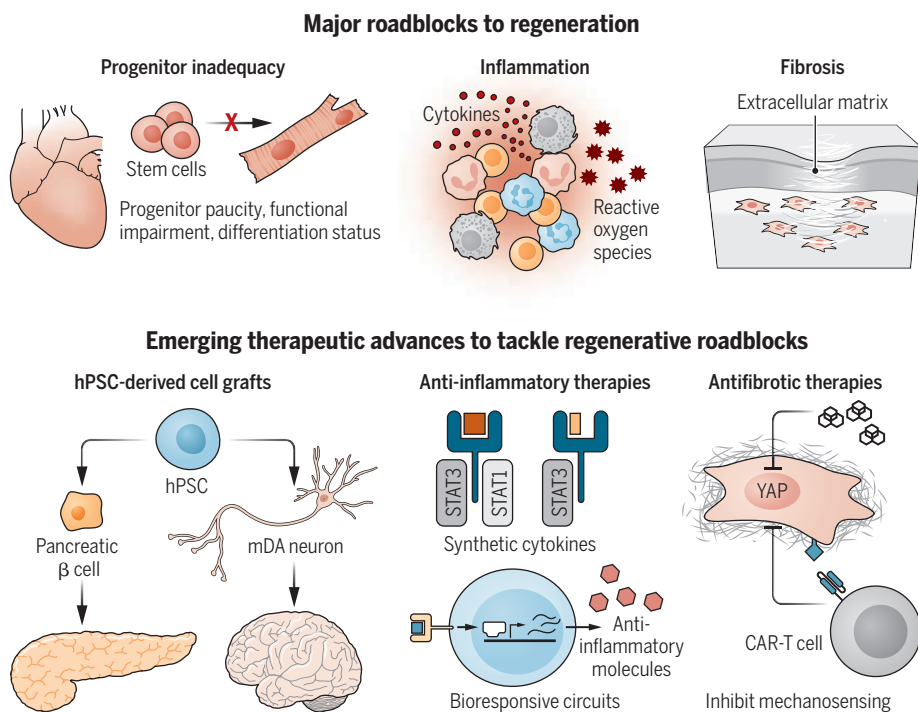 Major roadblocks to regeneration
Progenitor inadequacy
X
Stem cells
Progenitor paucity, functional
impairment, differentiation status
Inflammation
Cytokines
Reactive
oxygen
species
Fibrosis
Extracellular matrix
Emerging therapeutic advances to tackle regenerative roadblocks
hPSC-derived cell grafts
hPSC
Pancreatic
β cell
mDA neuron
Anti-inflammatory therapies
STAT3
STAT1
STAT3
Synthetic cytokines
Anti-
inflammatory
molecules
Bioresponsive circuits
Antifibrotic therapies
YAP
CAR-T cell
Inhibit mechanosensing